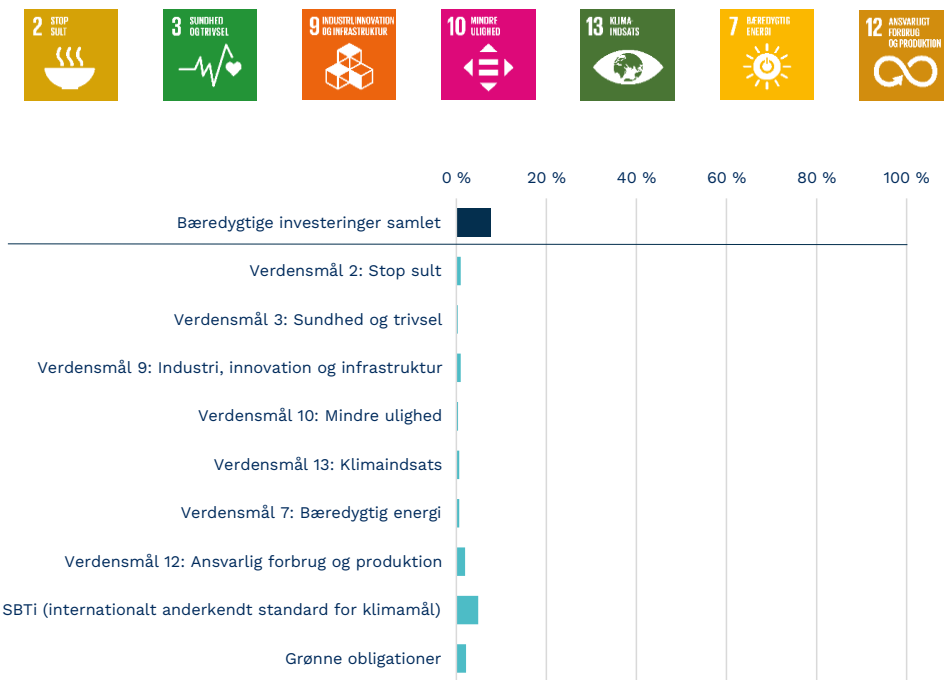 2 STOP
SULT
3 SUNDHED
OG TRIVSEL
9 INDUSTRI, INNOVATION
OG INFRASTRUKTUR
10 MINDRE
ULIGHED
13 KLIMA-
INDSATS
7 BÆREDYGTIG
ENERGI
12 ANSVARLIGT
FORBRUG
OG PRODUKTION
0 % 20 % 40 % 60 % 80 % 100 %
Bæredygtige investeringer samlet
Verdensmål 2: Stop sult
Verdensmål 3: Sundhed og trivsel
Verdensmål 9: Industri, innovation og infrastruktur
Verdensmål 10: Mindre ulighed
Verdensmål 13: Klimaindsats
Verdensmål 7: Bæredygtig energi
Verdensmål 12: Ansvarlig forbrug og produktion
SBTi (internationalt anderkendt standard for klimamål)
Grønne obligationer